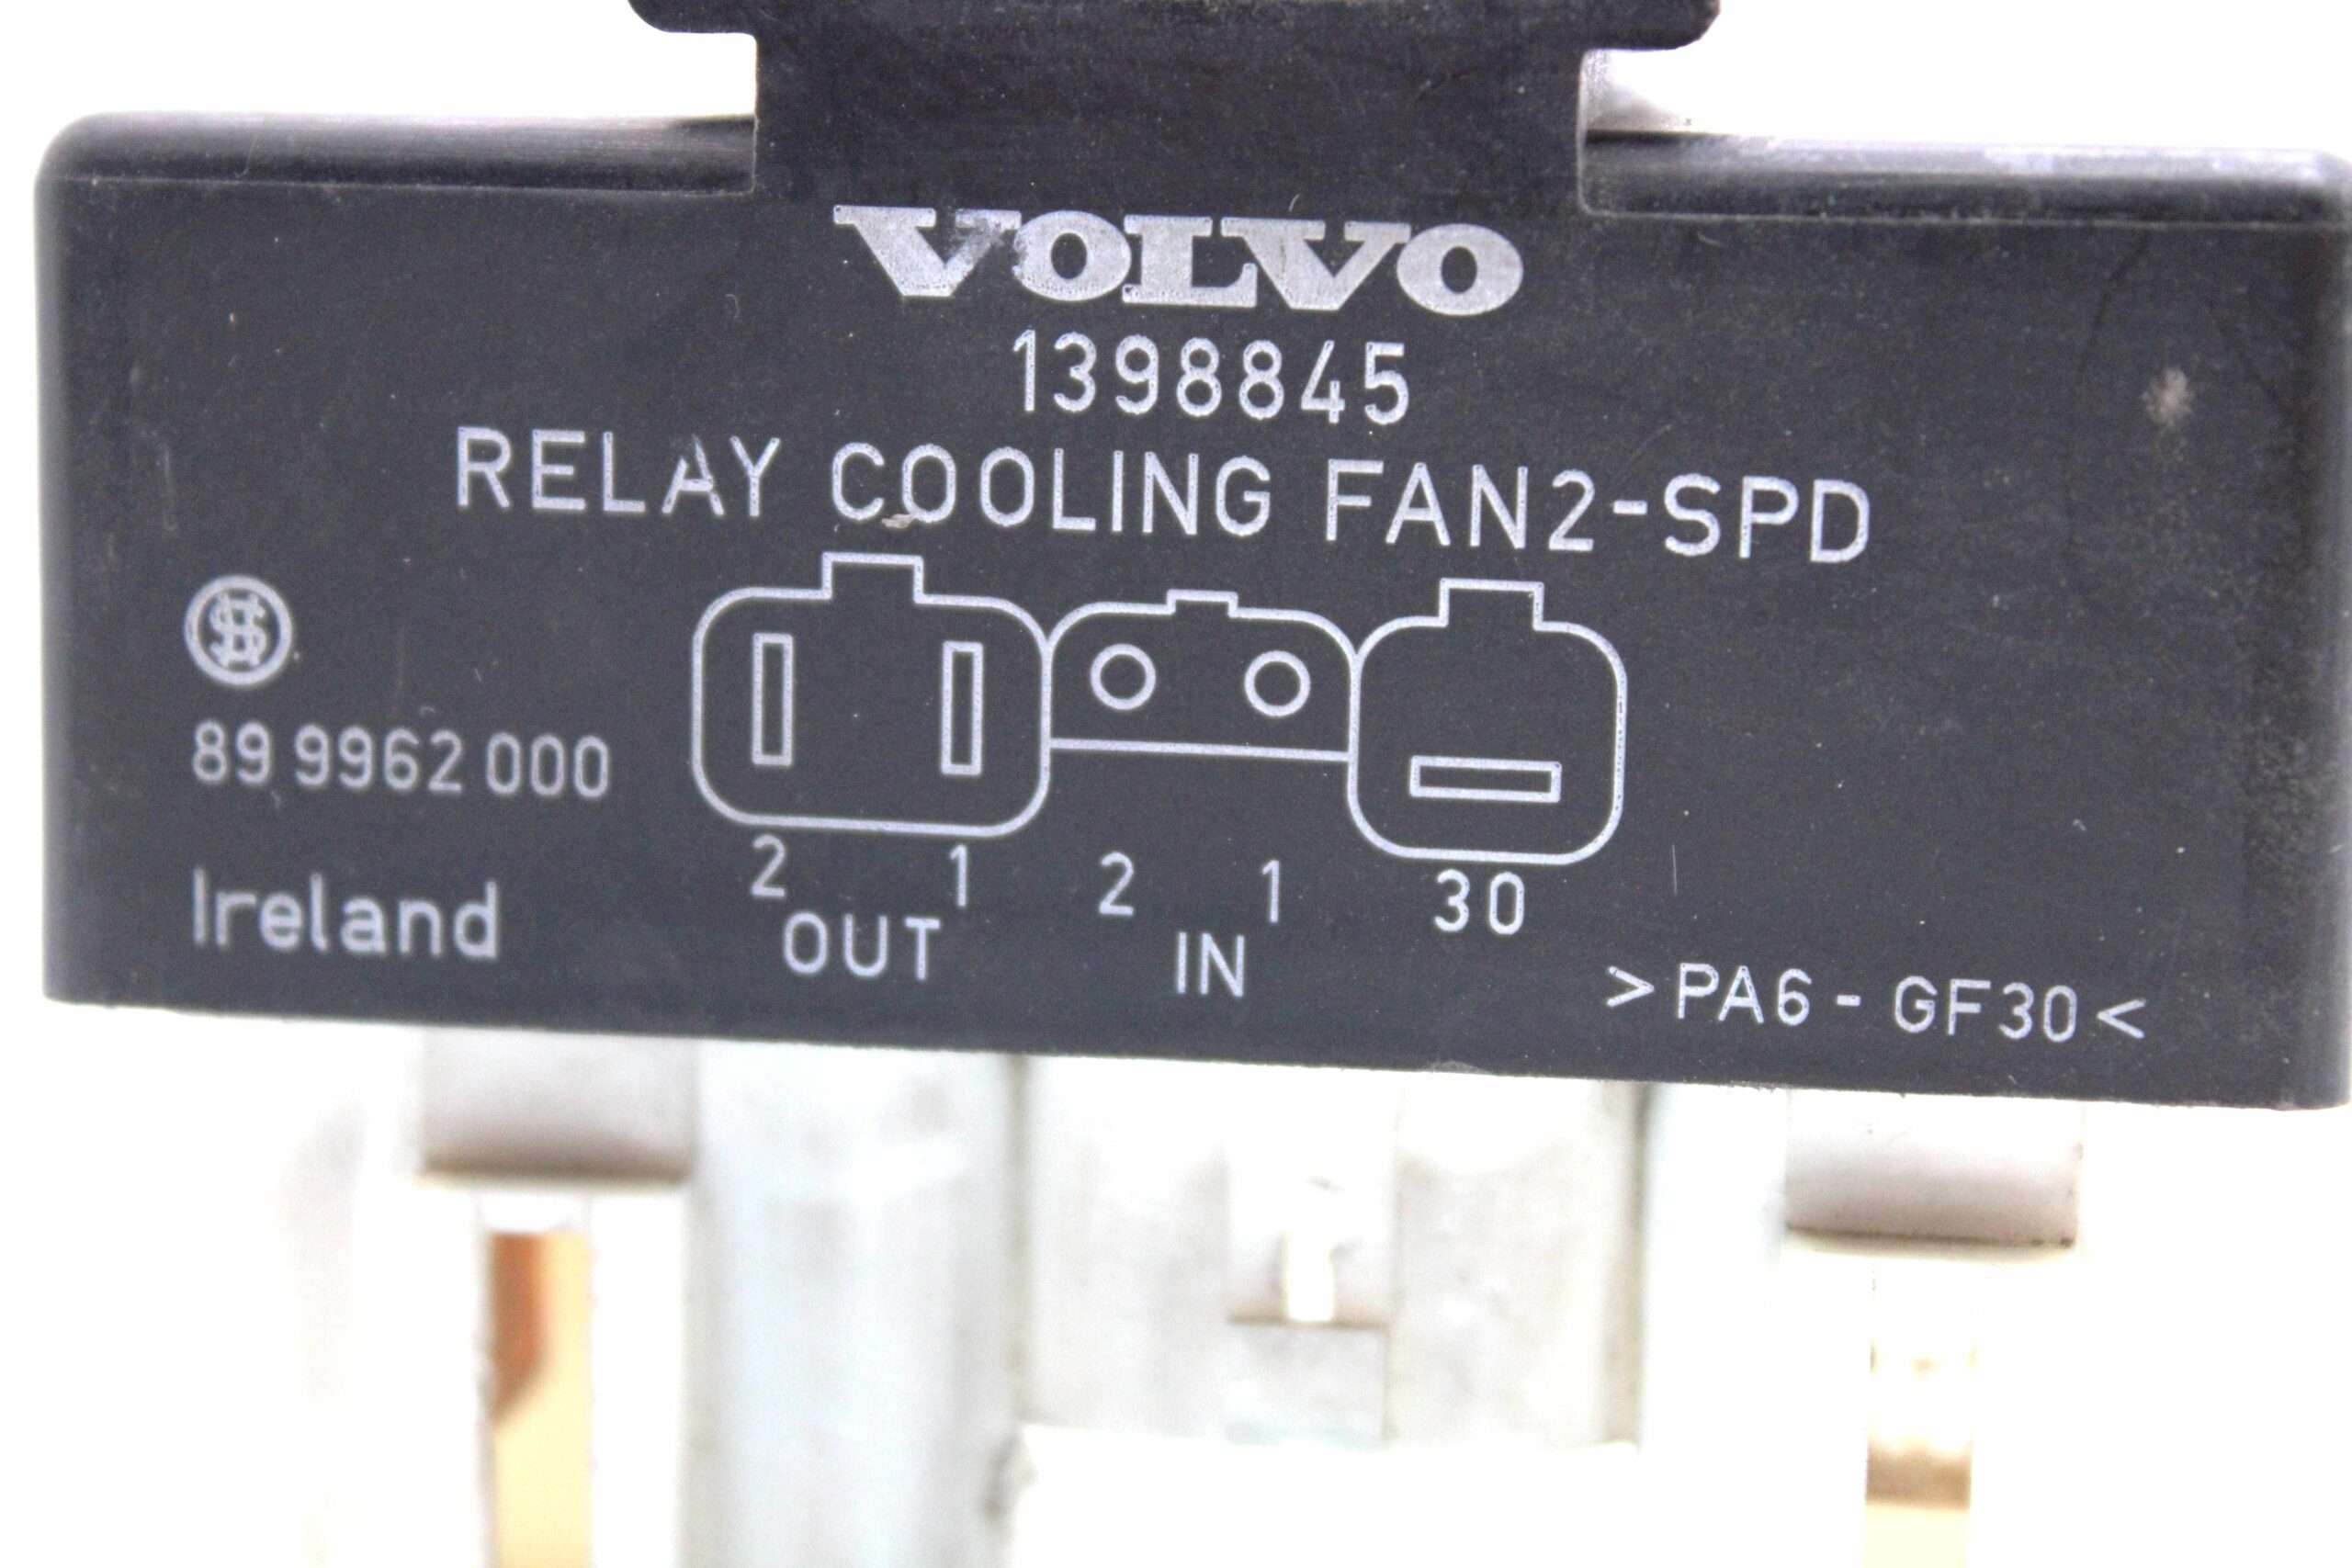 VOLVO
1398845
RELAY COOLING FAN2-SPD
89 9962 000
Ireland
2 1 2 1 30
OUT IN
>PA6 - GF30<